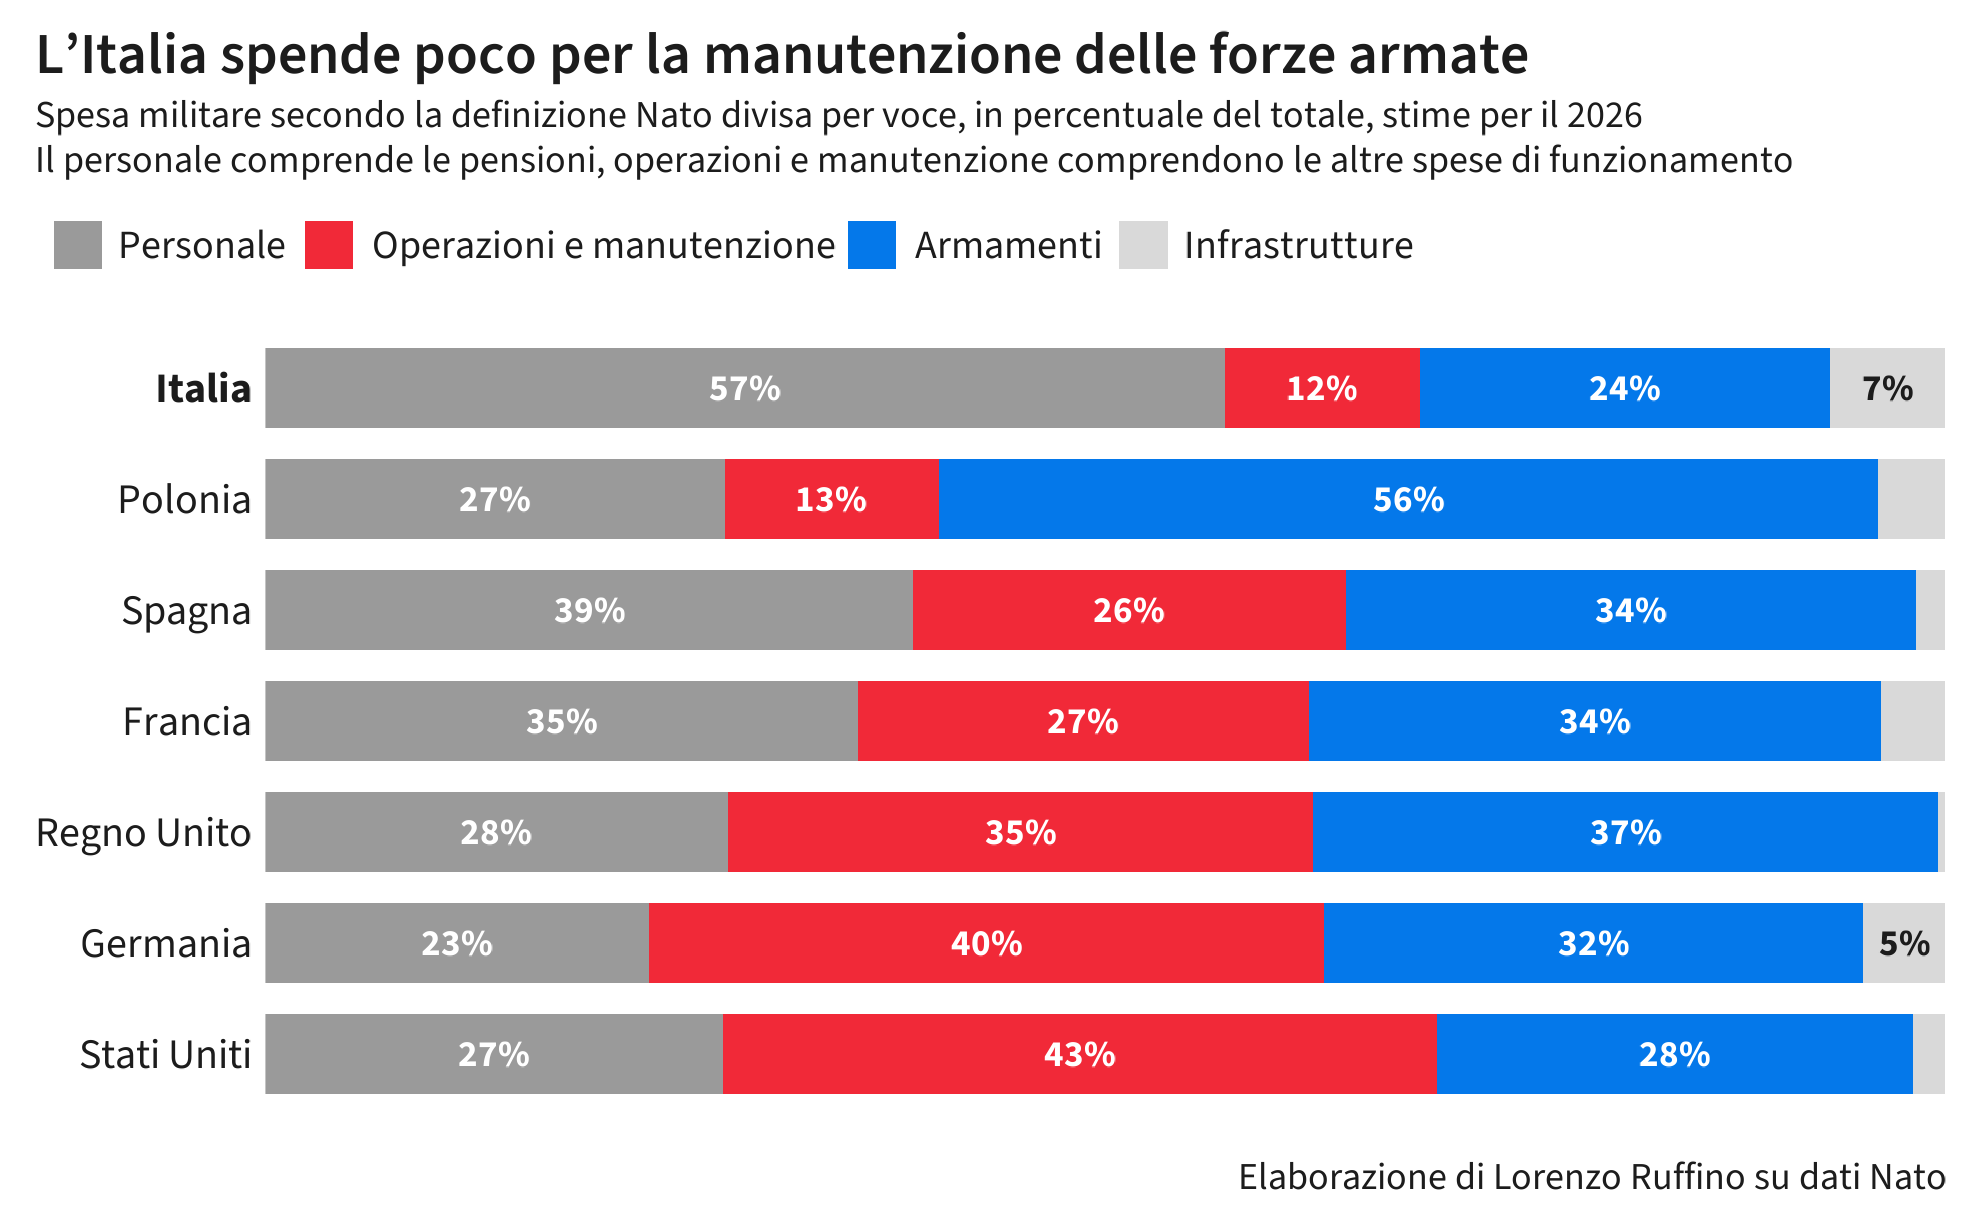 L’Italia spende poco per la manutenzione delle forze armate
Spesa militare secondo la definizione Nato divisa per voce, in percentuale del totale, stime per il 2026
Il personale comprende le pensioni, operazioni e manutenzione comprendono le altre spese di funzionamento
Personale Operazioni e manutenzione Armamenti Infrastrutture
Italia 57% 12% 24% 7%
Polonia 27% 13% 56%
Spagna 39% 26% 34%
Francia 35% 27% 34%
Regno Unito 28% 35% 37%
Germania 23% 40% 32% 5%
Stati Uniti 27% 43% 28%
Elaborazione di Lorenzo Ruffino su dati Nato